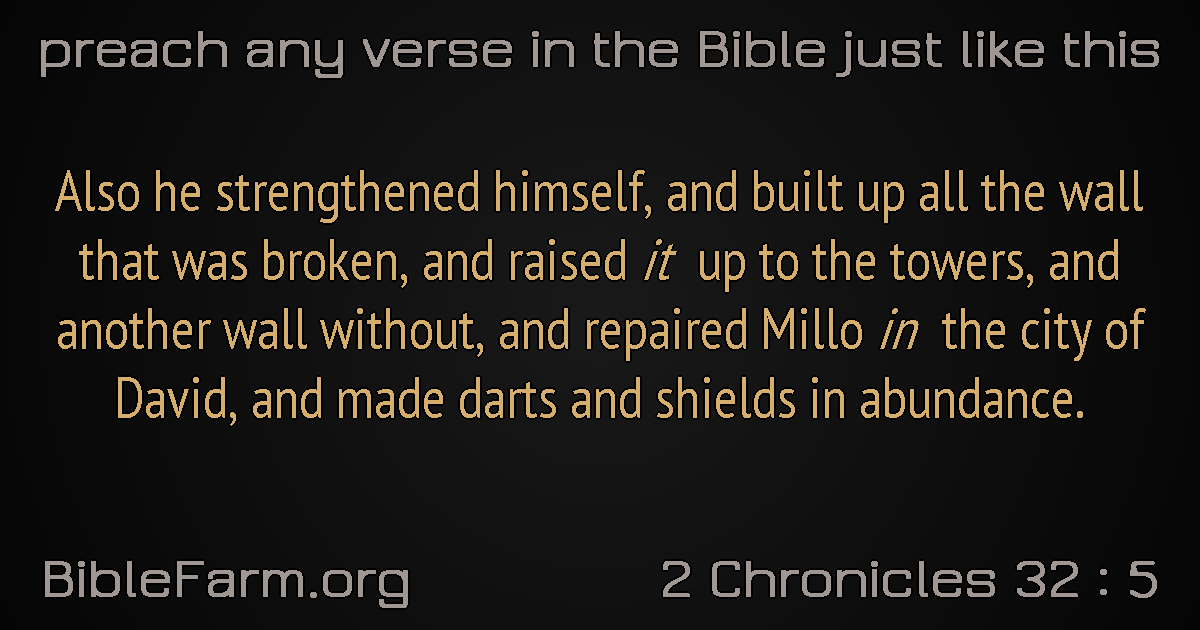 preach any verse in the Bible just like this
Also he strengthened himself, and built up all the wall
that was broken, and raised it up to the towers, and
another wall without, and repaired Millo in the city of
David, and made darts and shields in abundance.
BibleFarm.org
2 Chronicles 32 : 5